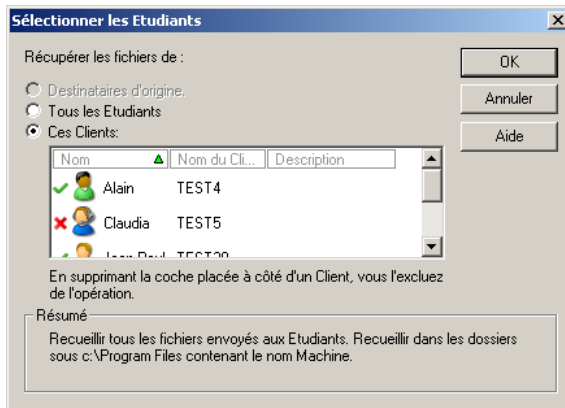 Sélectionner les Etudiants
Récupérer les fichiers de :
OK
Destinataires d'origine.
Annuler
Tous les Etudiants
Ces Clients:
Aide
Nom Nom du Cli... Description
Alain TEST4
Claudia TEST5
Jean Paul TEST20
En supprimant la coche placée à côté d'un Client, vous l'excluez
de l'opération.
Résumé
Recueillir tous les fichiers envoyés aux Etudiants. Recueillir dans les dossiers
sous c:\Program Files contenant le nom Machine.